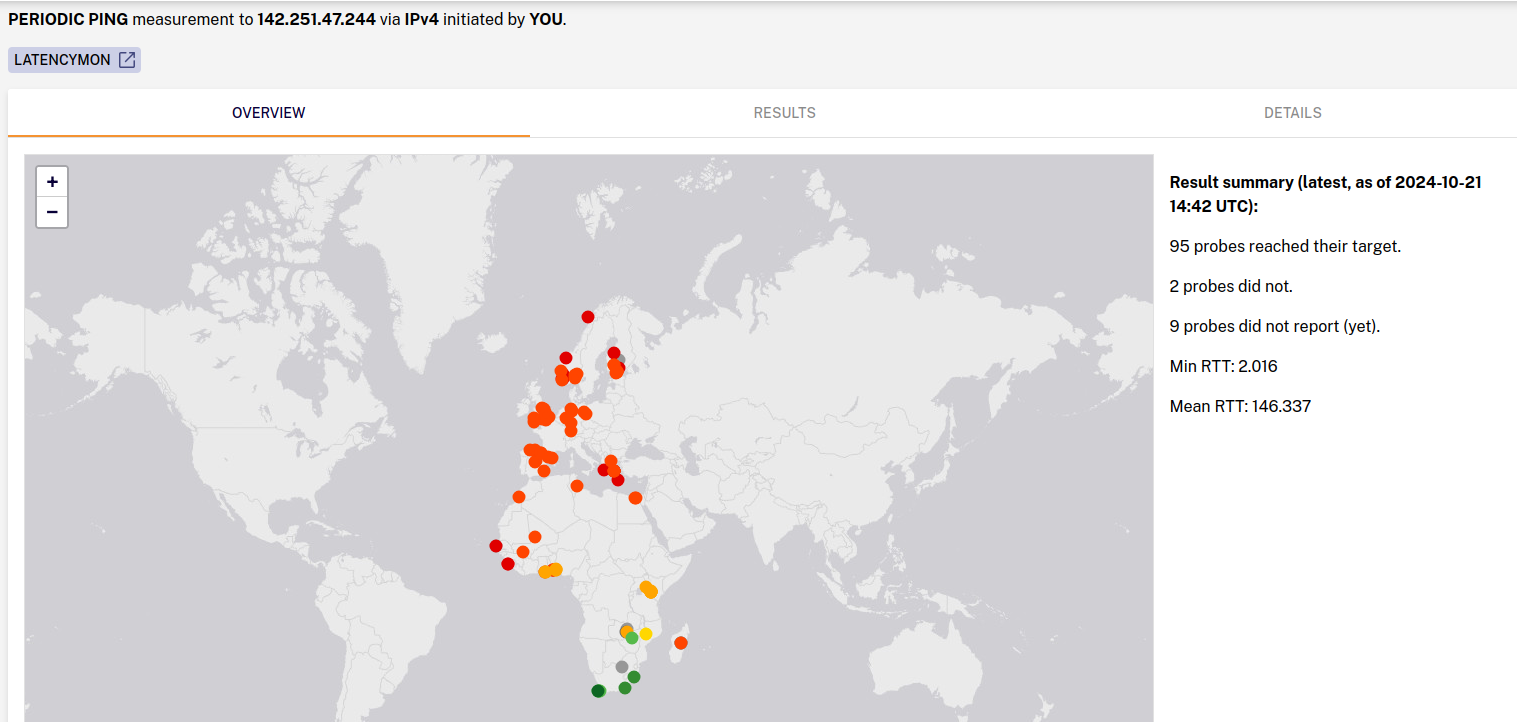 PERIODIC PING measurement to 142.251.47.244 via IPv4 initiated by YOU.
LATENCYMON
OVERVIEW
RESULTS
DETAILS
+
−
Result summary (latest, as of 2024-10-21
14:42 UTC):
95 probes reached their target.
2 probes did not.
9 probes did not report (yet).
Min RTT: 2.016
Mean RTT: 146.337